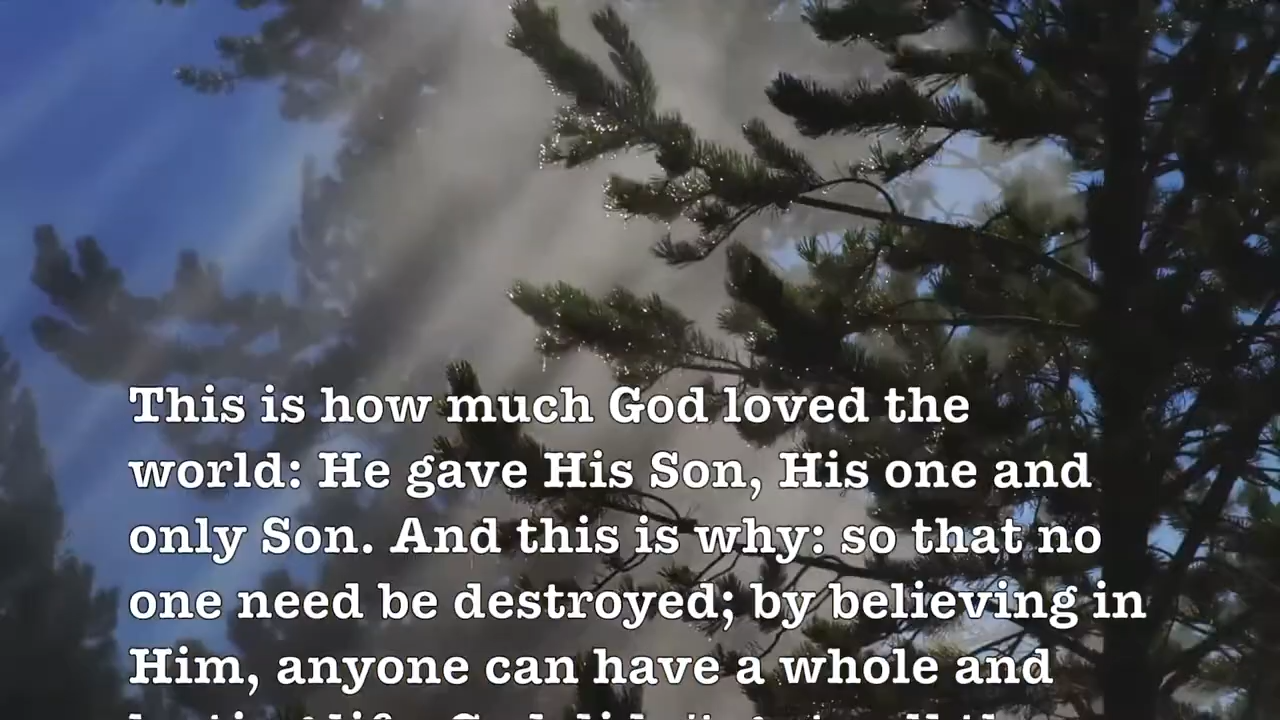 This is how much God loved the
world: He gave His Son, His one and
only Son. And this is why: so that no
one need be destroyed; by believing in
Him, anyone can have a whole and